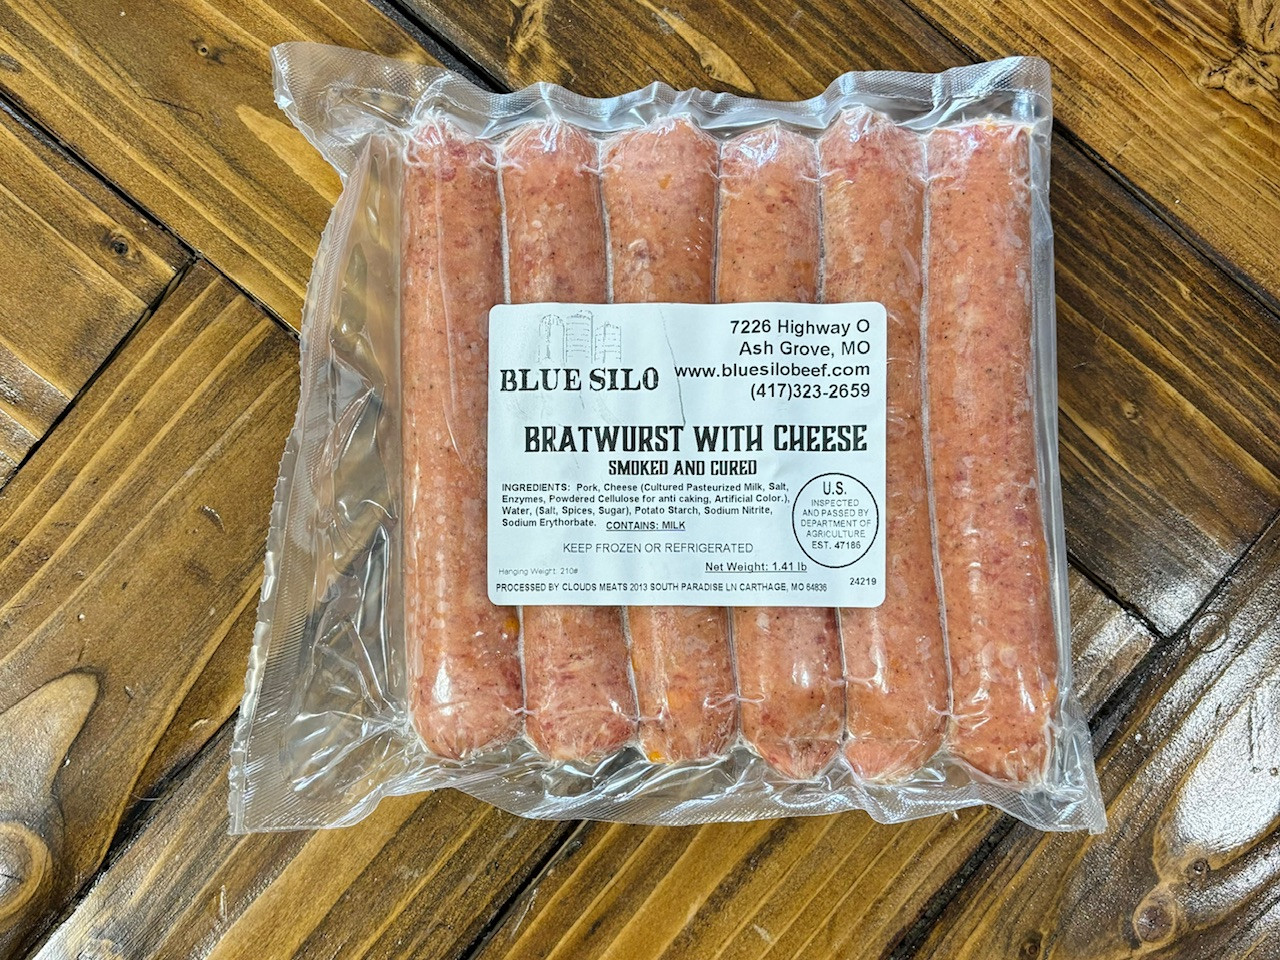 BLUE SILO
7226 Highway O
Ash Grove, MO
www.bluesilobeef.com
(417)323-2659
BRATWURST WITH CHEESE
SMOKED AND CURED
INGREDIENTS: Pork, Cheese (Cultured Pasteurized Milk, Salt,
Enzymes, Powdered Cellulose for anti caking, Artificial Color.),
Water, (Salt, Spices, Sugar), Potato Starch, Sodium Nitrite,
Sodium Erythorbate. CONTAINS: MILK
U.S.
INSPECTED
AND PASSED BY
DEPARTMENT OF
AGRICULTURE
EST. 47186
KEEP FROZEN OR REFRIGERATED
Hanging Weight: 210#
Net Weight: 1.41 lb
PROCESSED BY CLOUDS MEATS 2013 SOUTH PARADISE LN CARTHAGE, MO 64836
24219